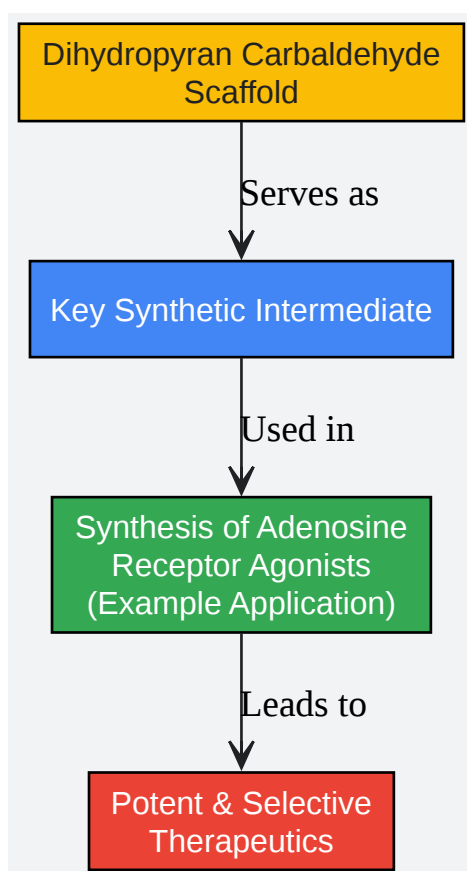 Dihydropyran Carbaldehyde
Scaffold
Serves as
Key Synthetic Intermediate
Used in
Synthesis of Adenosine
Receptor Agonists
(Example Application)
Leads to
Potent & Selective
Therapeutics